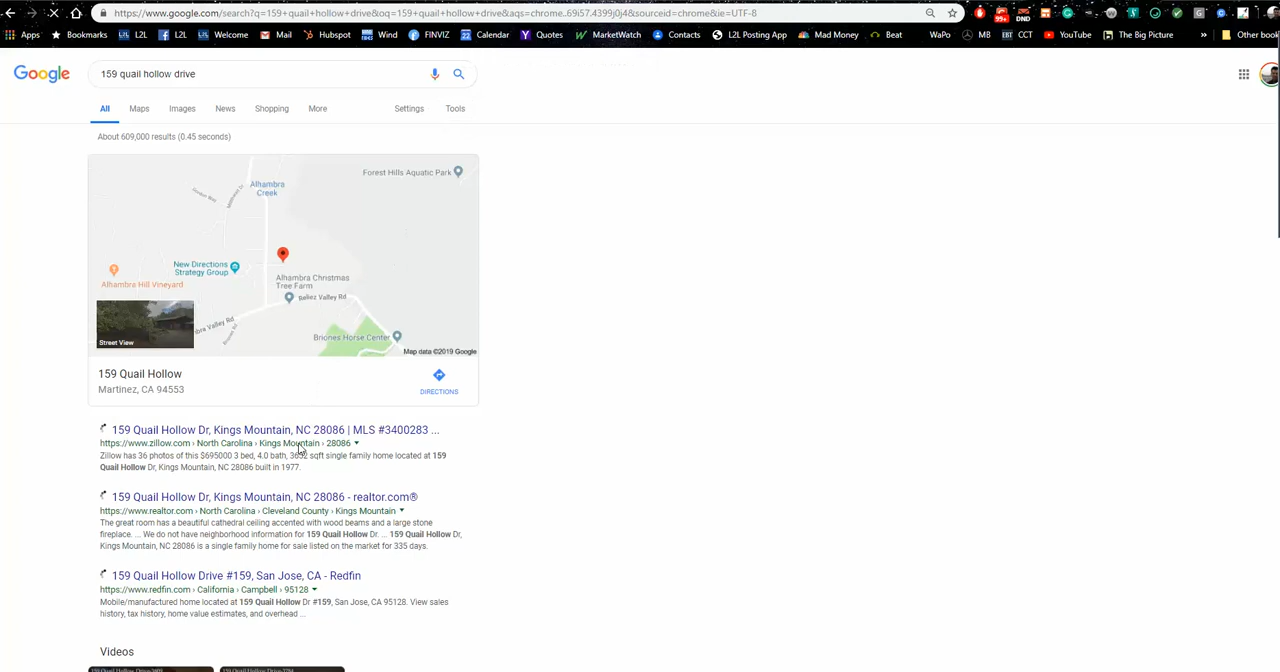 https://www.google.com/search?q=159+quail+hollow+drive&oq=159+quail+hollow+drive&aqs=chrome..69i57.4399j0j4&sourceid=chrome&ie=UTF-8
99+ DND
Apps Bookmarks L2L L2L Welcome Mail Hubspot Wind FINVIZ Calendar Quotes MarketWatch Contacts L2L Posting App Mad Money Beat WaPo MB EBT CCT YouTube The Big Picture » Other book
Google 159 quail hollow drive
All Maps Images News Shopping More Settings Tools
About 609,000 results (0.45 seconds)
Forest Hills Aquatic Park
Alhambra
Creek
New Directions
Strategy Group
Alhambra Christmas
Tree Farm
Alhambra Hill Vineyard
Reliez Valley Rd
bra Valley Rd
Briones Horse Center
Street View
Map data ©2019 Google
159 Quail Hollow
Martinez, CA 94553
DIRECTIONS
159 Quail Hollow Dr, Kings Mountain, NC 28086 | MLS #3400283 ...
https://www.zillow.com › North Carolina › Kings Mountain › 28086
Zillow has 36 photos of this $695000 3 bed, 4.0 bath, sqft single family home located at 159
Quail Hollow Dr, Kings Mountain, NC 28086 built in 1977.
159 Quail Hollow Dr, Kings Mountain, NC 28086 - realtor.com®
https://www.realtor.com › North Carolina › Cleveland County › Kings Mountain
The great room has a beautiful cathedral ceiling accented with wood beams and a large stone
fireplace. ... We do not have neighborhood information for 159 Quail Hollow Dr. ... 159 Quail Hollow Dr,
Kings Mountain, NC 28086 is a single family home for sale listed on the market for 335 days.
159 Quail Hollow Drive #159, San Jose, CA - Redfin
https://www.redfin.com › California › Campbell › 95128
Mobile/manufactured home located at 159 Quail Hollow Dr #159, San Jose, CA 95128. View sales
history, tax history, home value estimates, and overhead ...
Videos